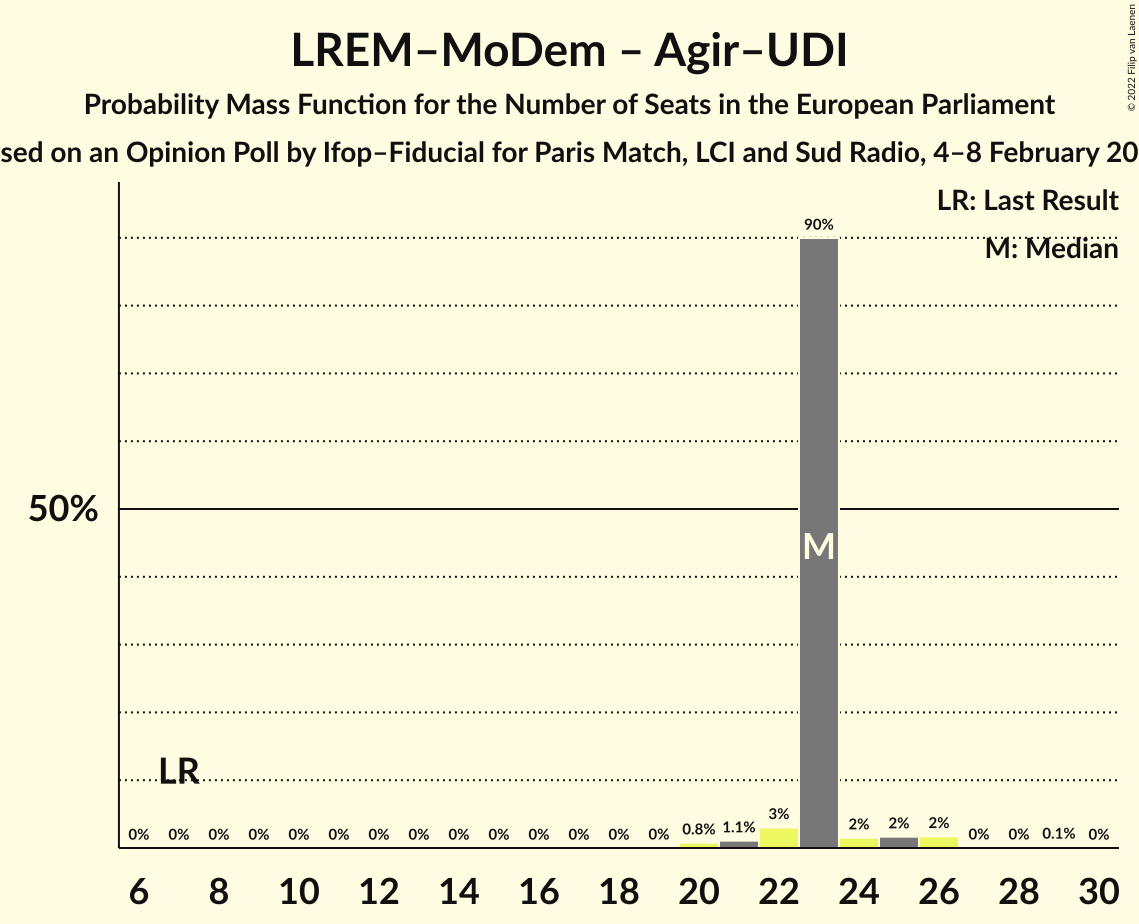 LREM–MoDem – Agir–UDI
Probability Mass Function for the Number of Seats in the European Parliament
sed on an Opinion Poll by Ifop–Fiducial for Paris Match, LCI and Sud Radio, 4–8 February 20
© 2022 Filip van Laenen
LR: Last Result
M: Median
90%
50%
M
LR
0% 0% 0% 0% 0% 0% 0% 0% 0% 0% 0% 0% 0% 0% 0.8% 1.1% 3% 2% 2% 2% 0% 0% 0.1% 0%
6 8 10 12 14 16 18 20 22 24 26 28 30